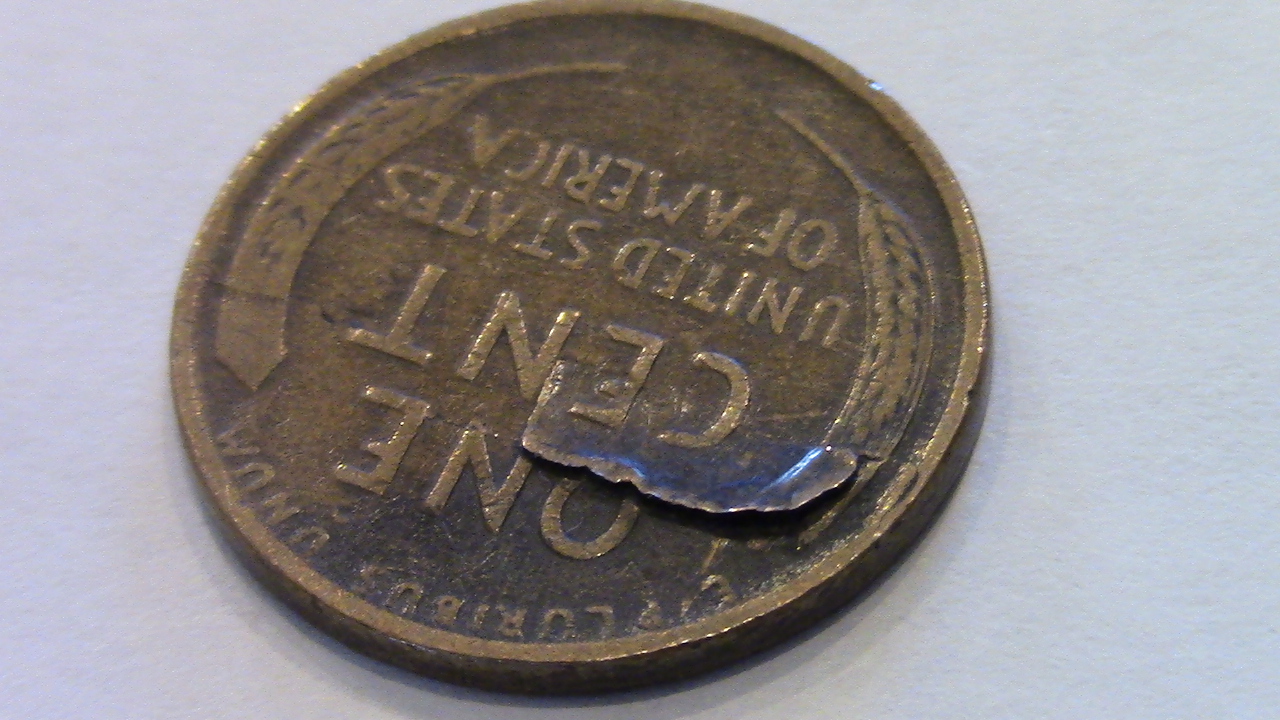 E PLURIBUS UNUM
ONE
CENT
UNITED STATES
OF AMERICA